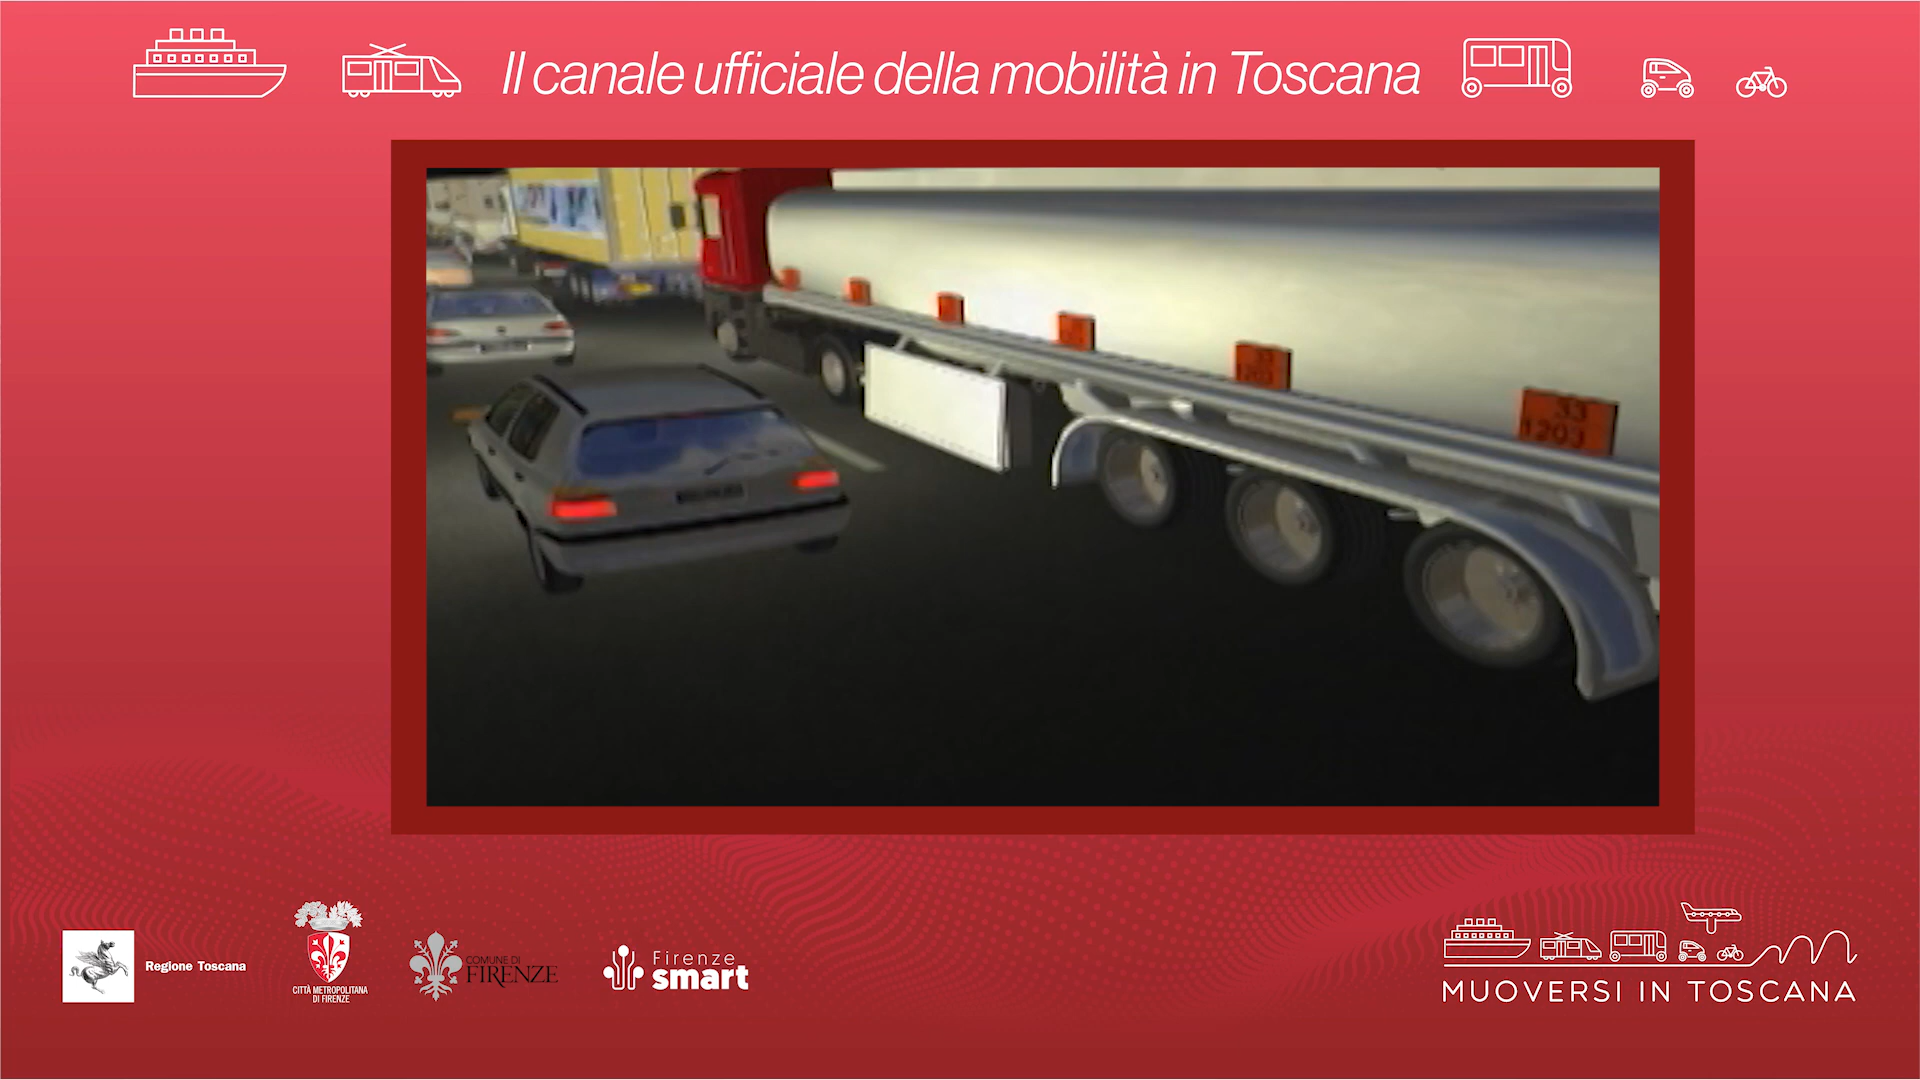 Il canale ufficiale della mobilità in Toscana
33
1203
Regione Toscana
CITTÀ METROPOLITANA
DI FIRENZE
COMUNE DI
FIRENZE
Firenze
smart
MUOVERSI IN TOSCANA